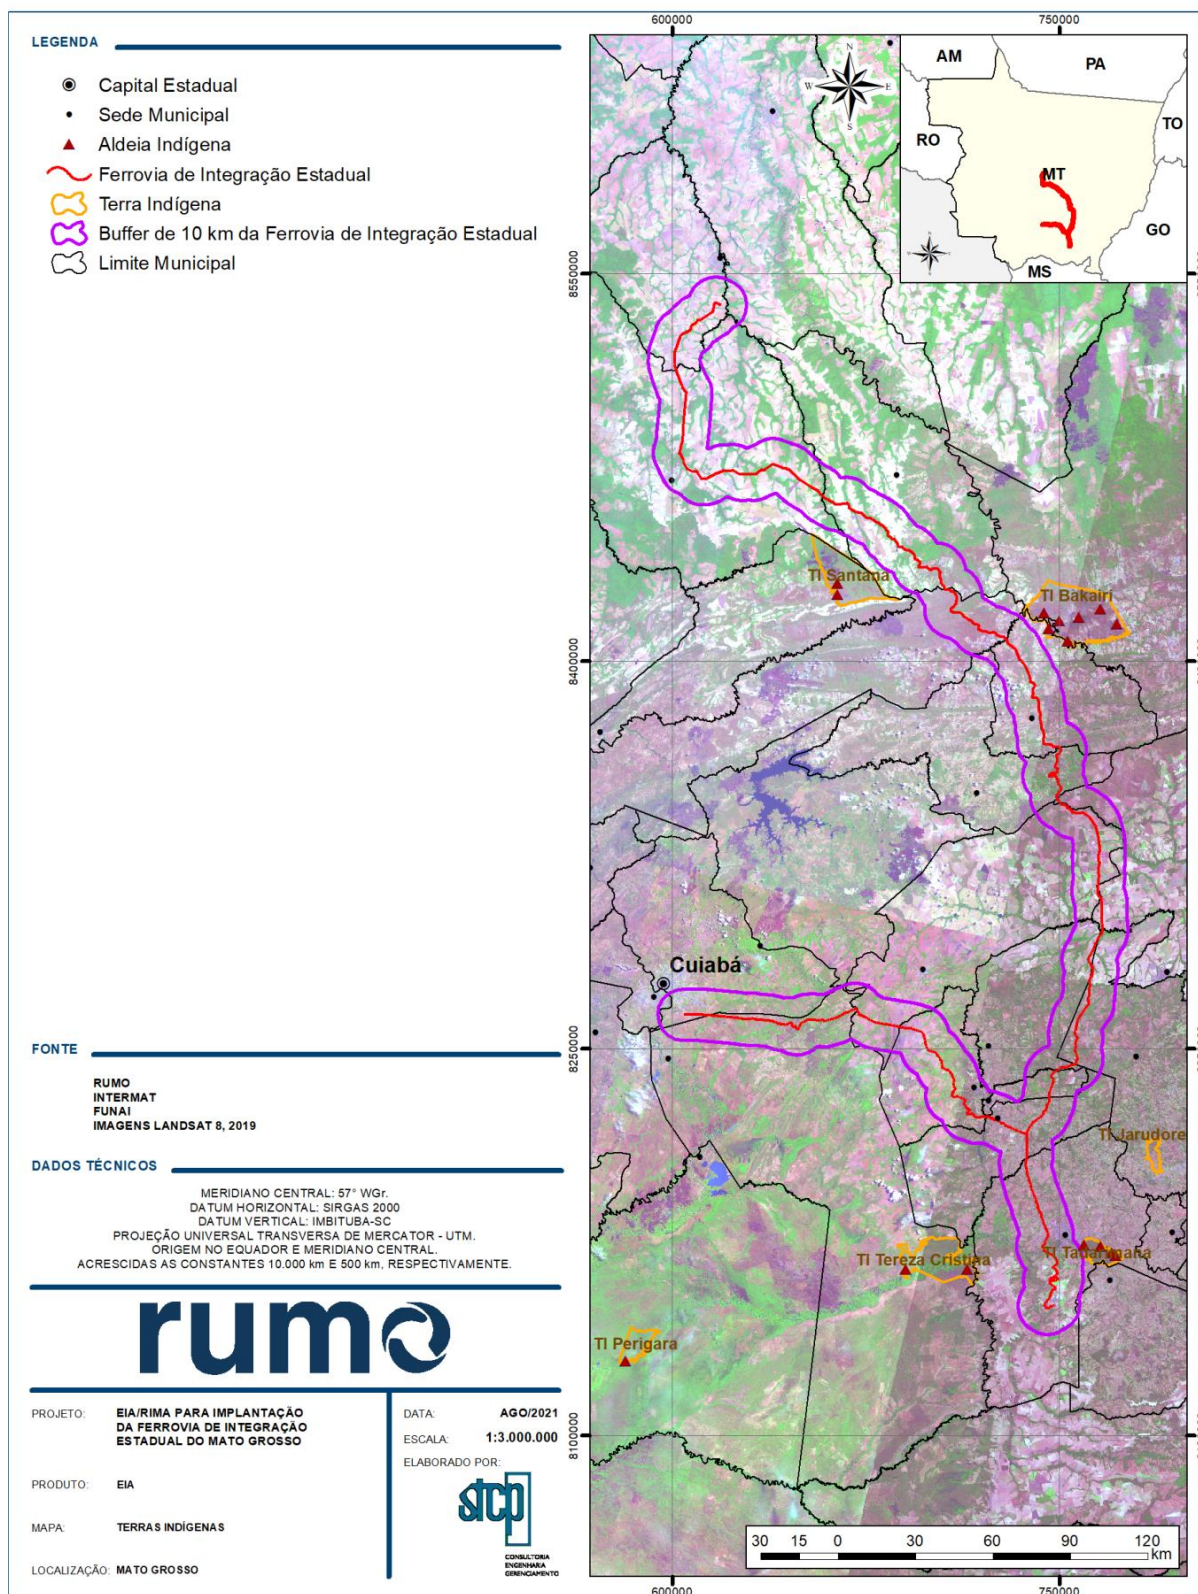 LEGENDA
Capital Estadual
Sede Municipal
Aldeia Indígena
Ferrovia de Integração Estadual
Terra Indígena
Buffer de 10 km da Ferrovia de Integração Estadual
Limite Municipal
FONTE
RUMO
INTERMAT
FUNAI
IMAGENS LANDSAT 8, 2019
DADOS TÉCNICOS
MERIDIANO CENTRAL: 57° WGr.
DATUM HORIZONTAL: SIRGAS 2000
DATUM VERTICAL: IMBITUBA-SC
PROJEÇÃO UNIVERSAL TRANSVERSA DE MERCATOR - UTM.
ORIGEM NO EQUADOR E MERIDIANO CENTRAL.
ACRESCIDAS AS CONSTANTES 10.000 km E 500 km, RESPECTIVAMENTE.
rumo
PROJETO: EIA/RIMA PARA IMPLANTAÇÃO
DA FERROVIA DE INTEGRAÇÃO
ESTADUAL DO MATO GROSSO
PRODUTO: EIA
MAPA: TERRAS INDÍGENAS
LOCALIZAÇÃO: MATO GROSSO
DATA: AGO/2021
ESCALA: 1:3.000.000
ELABORADO POR:
stcp
CONSULTORIA
ENGENHARIA
GERENCIAMENTO
600000 750000
N
W E
S
AM PA
RO TO
MT
GO
MS
8550000
TI Santana
TI Bakairi
8400000
Cuiabá
8250000
TI Jarudore
TI Tereza Cristina
TI Tadarimana
TI Perigara
8100000
30 15 0 30 60 90 120
km
600000 750000